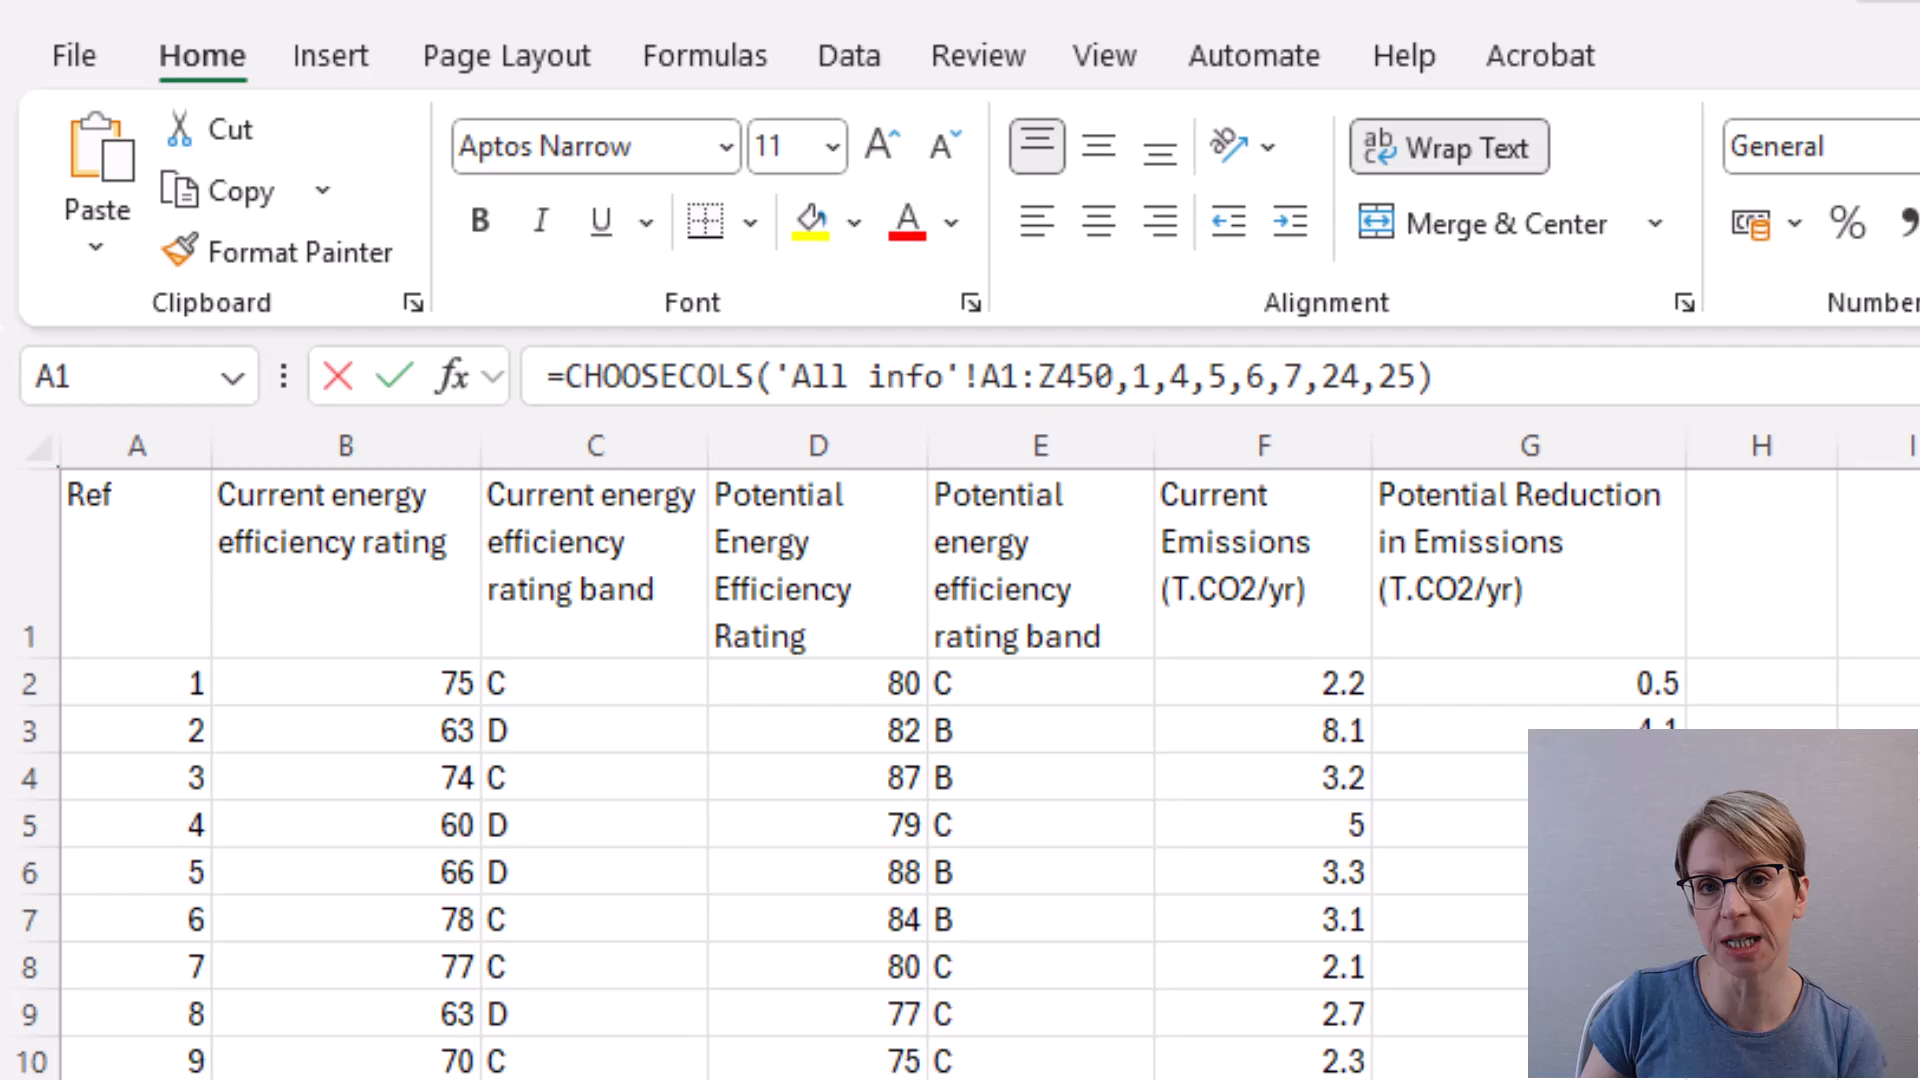 File Home Insert Page Layout Formulas Data Review View Automate Help Acrobat
Paste
Cut
Copy
Format Painter
Clipboard
Aptos Narrow 11
B I U
Font
Wrap Text
Merge & Center
Alignment
General
%
A1 fx =CHOOSECOLS('All info'!A1:Z450,1,4,5,6,7,24,25)
A B C D E F G H I
1 Ref Current energy efficiency rating Current energy efficiency rating band Potential Energy Efficiency Rating Potential energy efficiency rating band Current Emissions (T.CO2/yr) Potential Reduction in Emissions (T.CO2/yr)
2 1 75 C 80 C 2.2 0.5
3 2 63 D 82 B 8.1
4 3 74 C 87 B 3.2
5 4 60 D 79 C 5
6 5 66 D 88 B 3.3
7 6 78 C 84 B 3.1
8 7 77 C 80 C 2.1
9 8 63 D 77 C 2.7
10 9 70 C 75 C 2.3